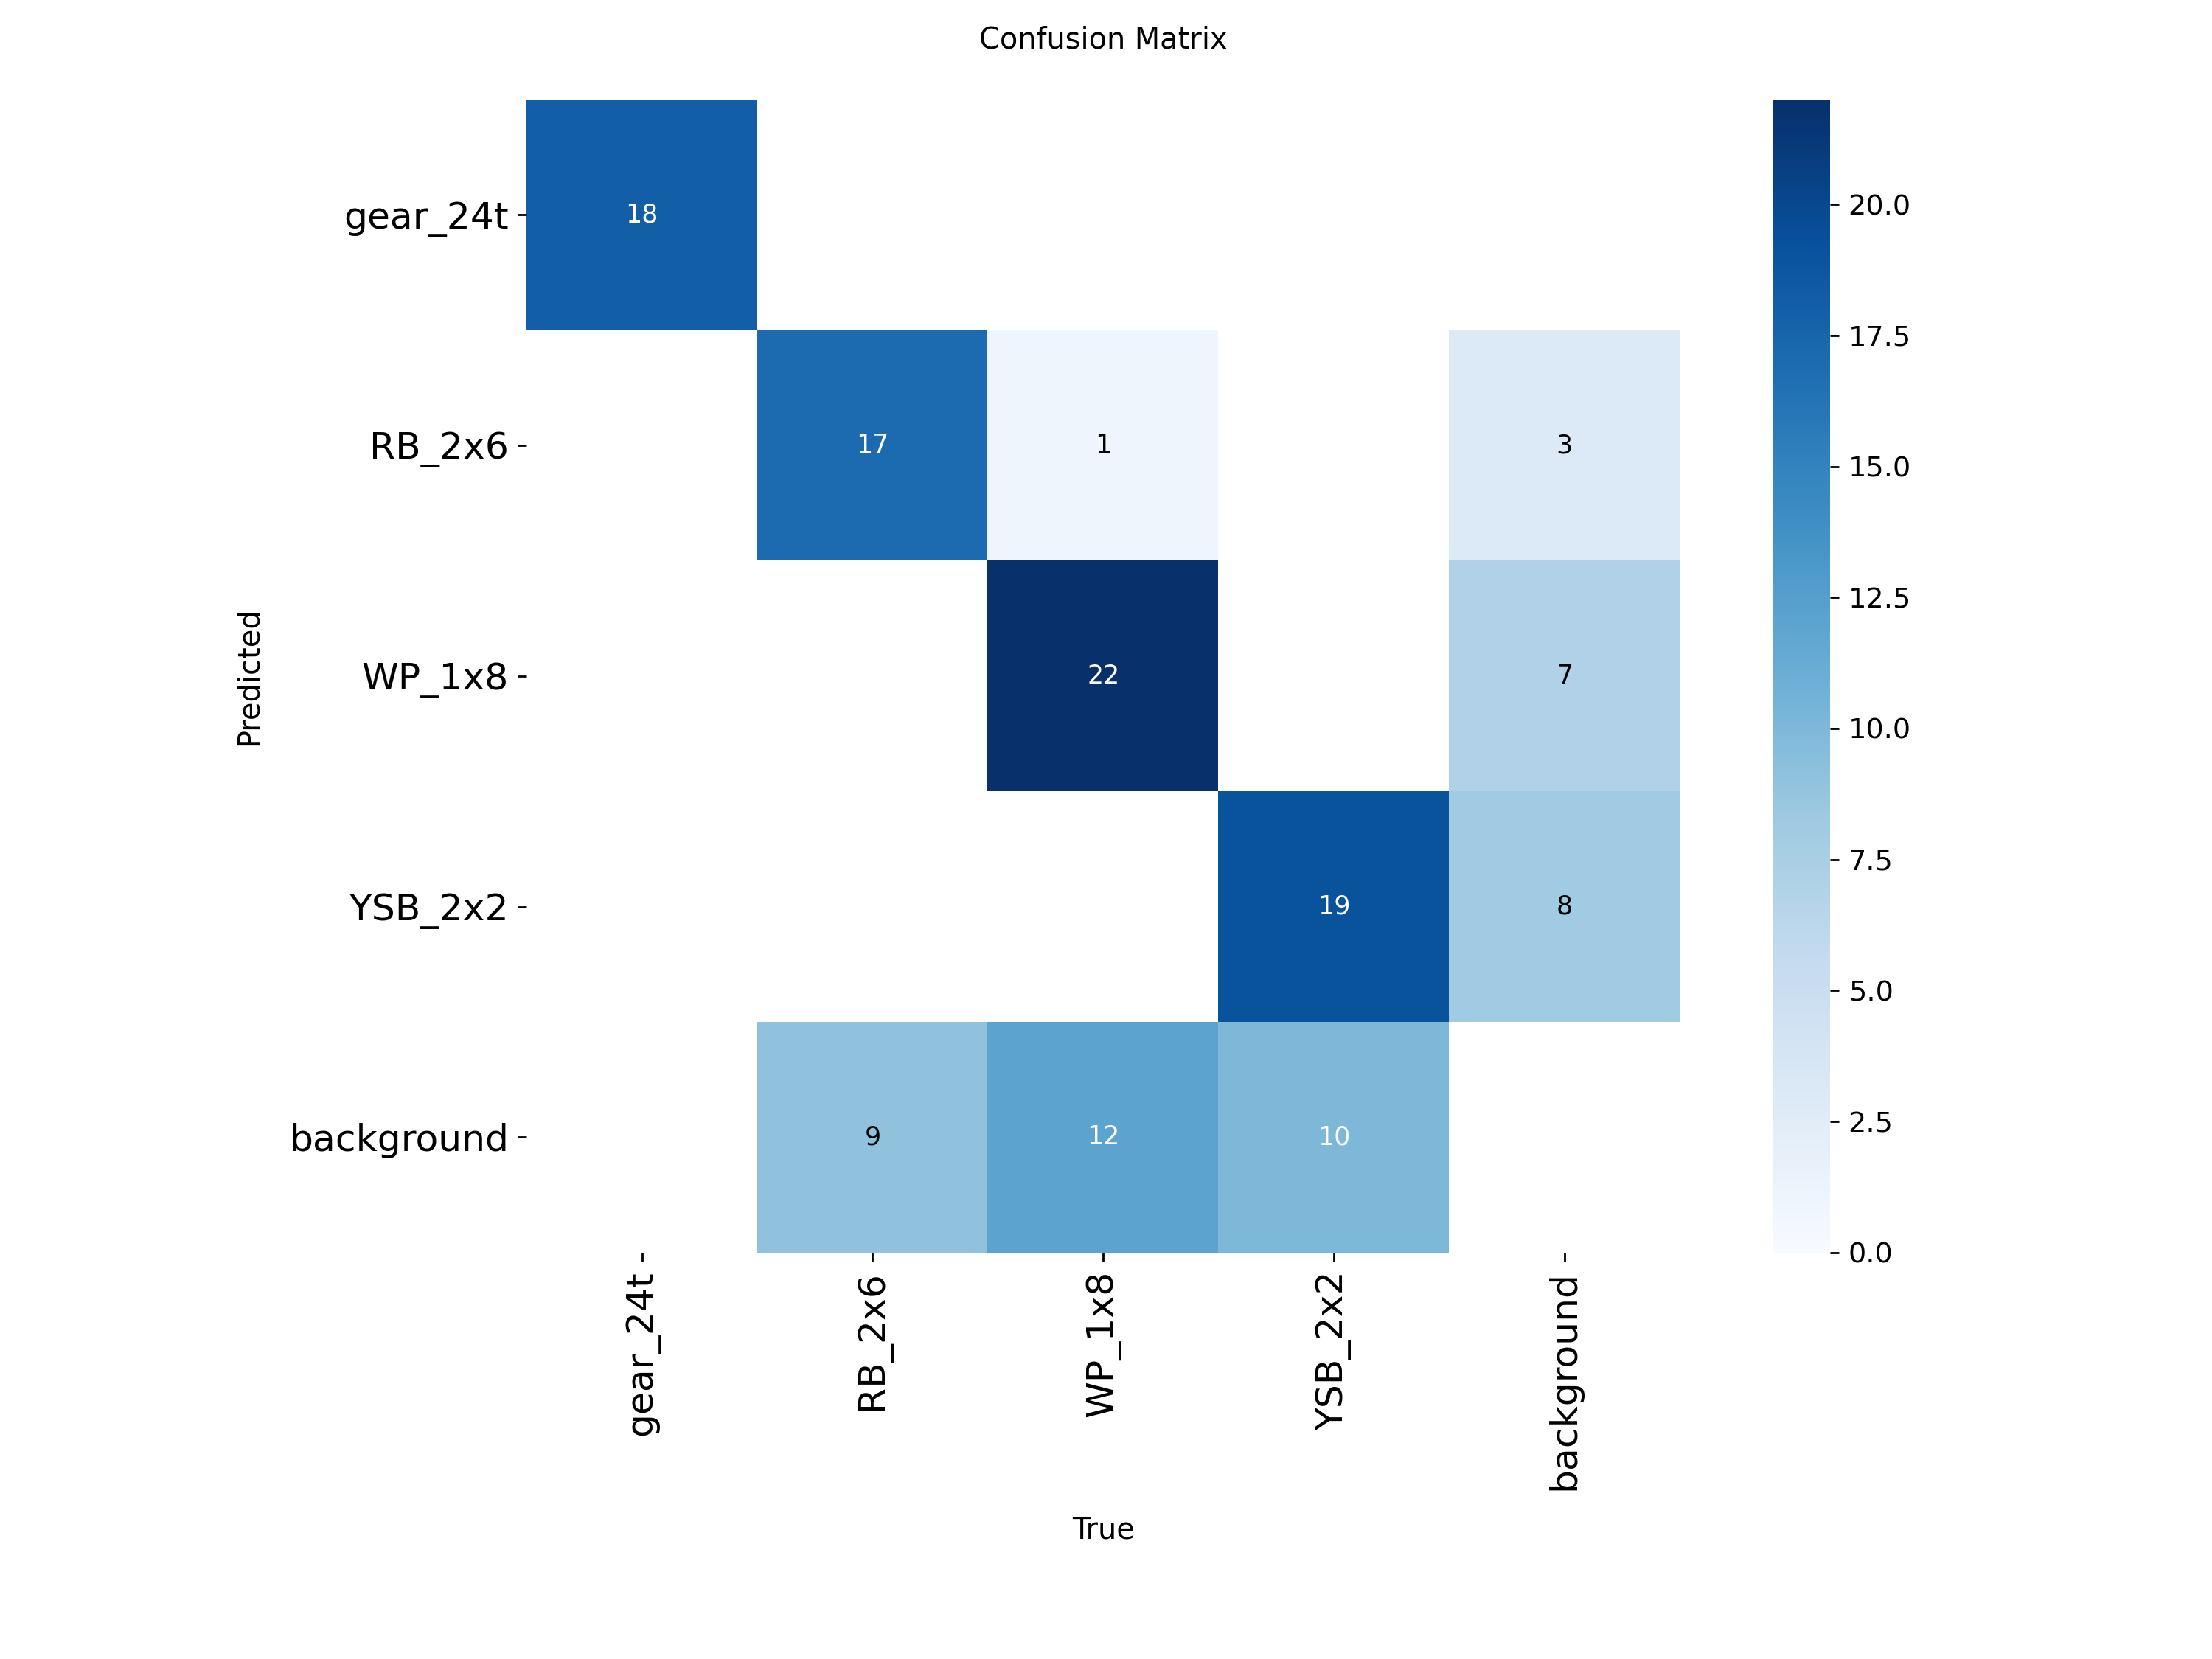 Confusion Matrix
gear_24t
18
20.0
17.5
RB_2x6
17
1
3
15.0
12.5
Predicted
WP_1x8
22
7
10.0
7.5
YSB_2x2
19
8
5.0
2.5
background
9
12
10
0.0
gear_24t
RB_2x6
WP_1x8
YSB_2x2
background
True